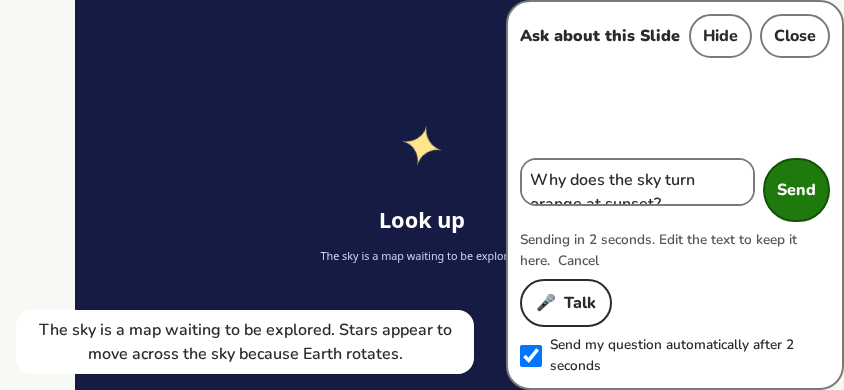 Look up
The sky is a map waiting to be explor
The sky is a map waiting to be explored. Stars appear to
move across the sky because Earth rotates.
Ask about this Slide
Hide
Close
Why does the sky turn
orange at sunset?
Send
Sending in 2 seconds. Edit the text to keep it
here. Cancel
Talk
Send my question automatically after 2
seconds